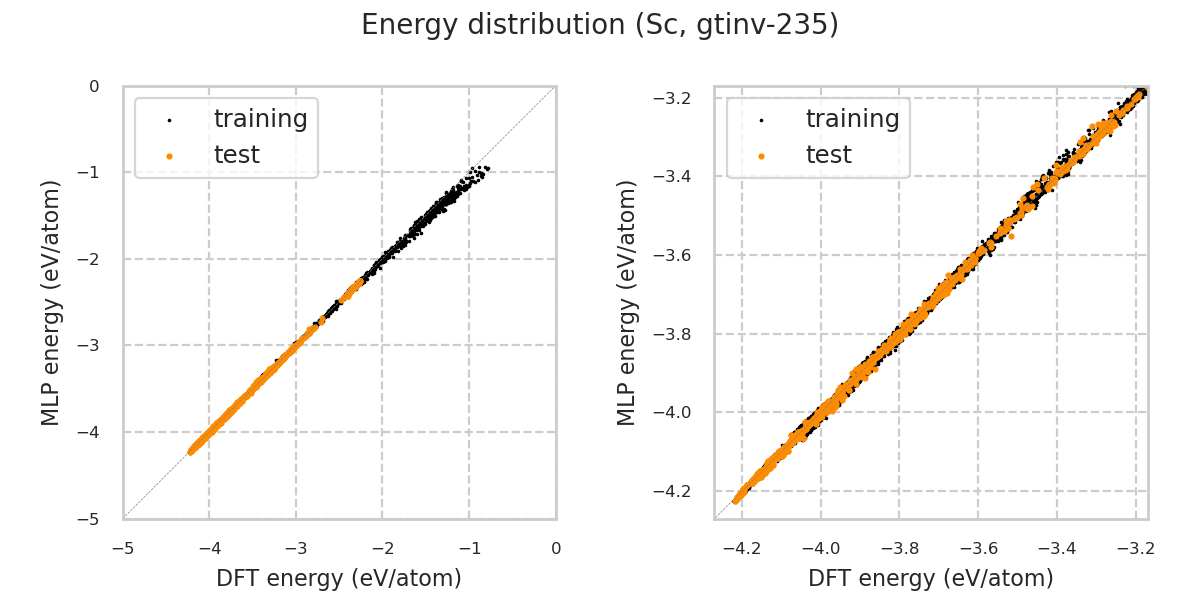 Energy distribution (Sc, gtinv-235)
training
test
0
−1
−2
−3
−4
−5
−5
−4
−3
−2
−1
0
MLP energy (eV/atom)
DFT energy (eV/atom)
training
test
−3.2
−3.4
−3.6
−3.8
−4.0
−4.2
−4.2
−4.0
−3.8
−3.6
−3.4
−3.2
MLP energy (eV/atom)
DFT energy (eV/atom)